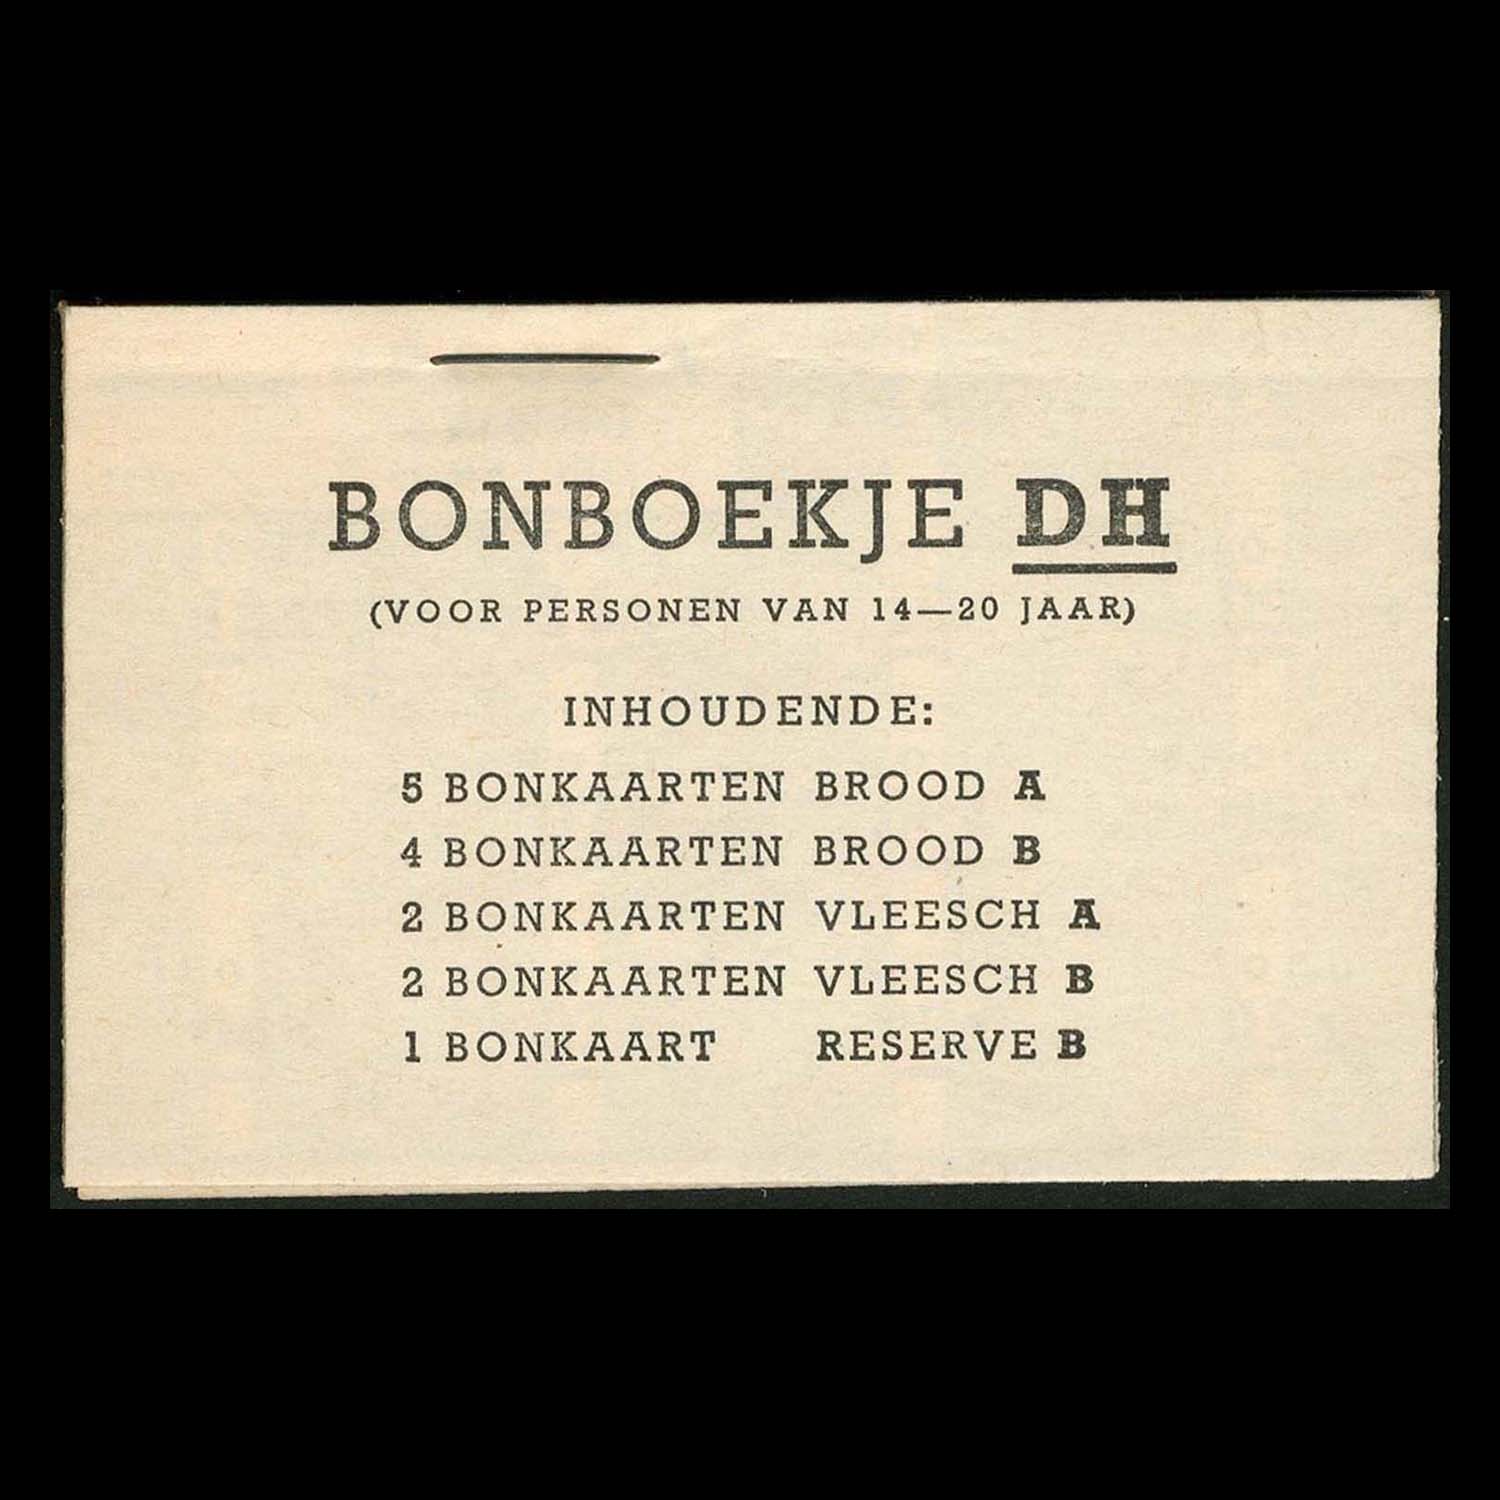 BONBOEKJE DH
(VOOR PERSONEN VAN 14—20 JAAR)
INHOUDENDE:
5 BONKAARTEN BROOD A
4 BONKAARTEN BROOD B
2 BONKAARTEN VLEESCH A
2 BONKAARTEN VLEESCH B
1 BONKAART RESERVE B